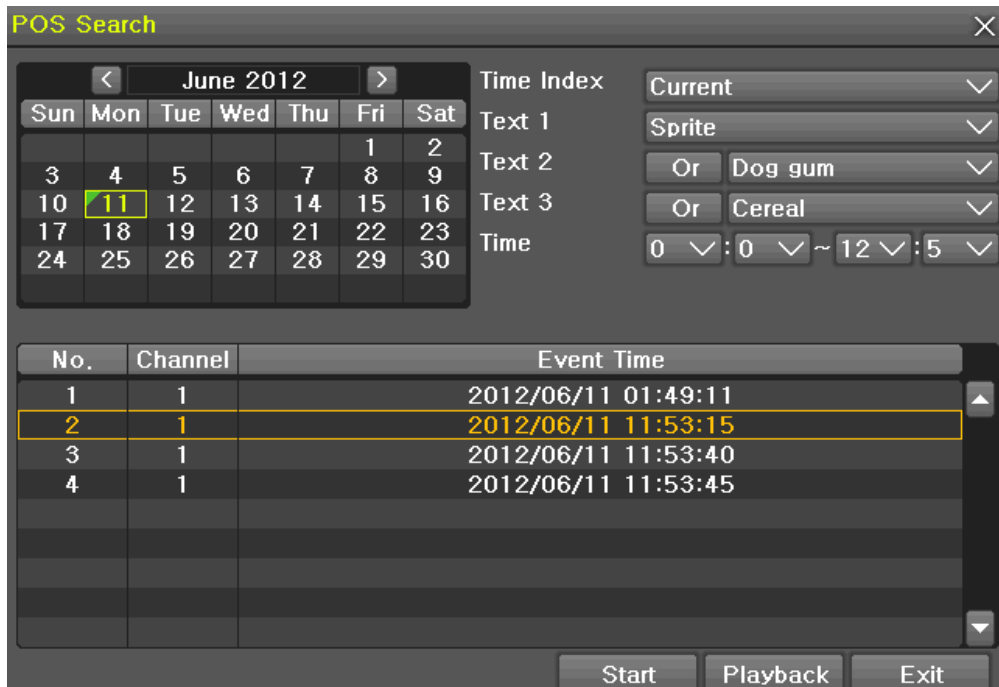 POS Search
June 2012
Sun Mon Tue Wed Thu Fri Sat
1 2
3 4 5 6 7 8 9
10 11 12 13 14 15 16
17 18 19 20 21 22 23
24 25 26 27 28 29 30
Time Index Current
Text 1 Sprite
Text 2 Or Dog gum
Text 3 Or Cereal
Time 0 : 0 ~ 12 : 5
No. Channel Event Time
1 1 2012/06/11 01:49:11
2 1 2012/06/11 11:53:15
3 1 2012/06/11 11:53:40
4 1 2012/06/11 11:53:45
Start Playback Exit